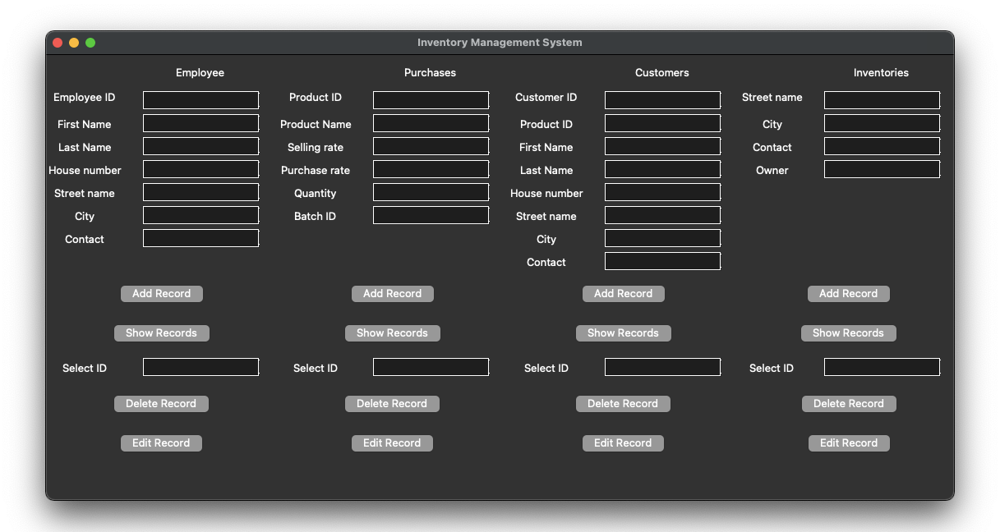 Inventory Management System
Employee Purchases Customers Inventories
Employee ID Product ID Customer ID Street name
First Name Product Name Product ID City
Last Name Selling rate First Name Contact
House number Purchase rate Last Name Owner
Street name Quantity House number
City Batch ID Street name
Contact City
Contact
Add Record Add Record Add Record Add Record
Show Records Show Records Show Records Show Records
Select ID Select ID Select ID Select ID
Delete Record Delete Record Delete Record Delete Record
Edit Record Edit Record Edit Record Edit Record